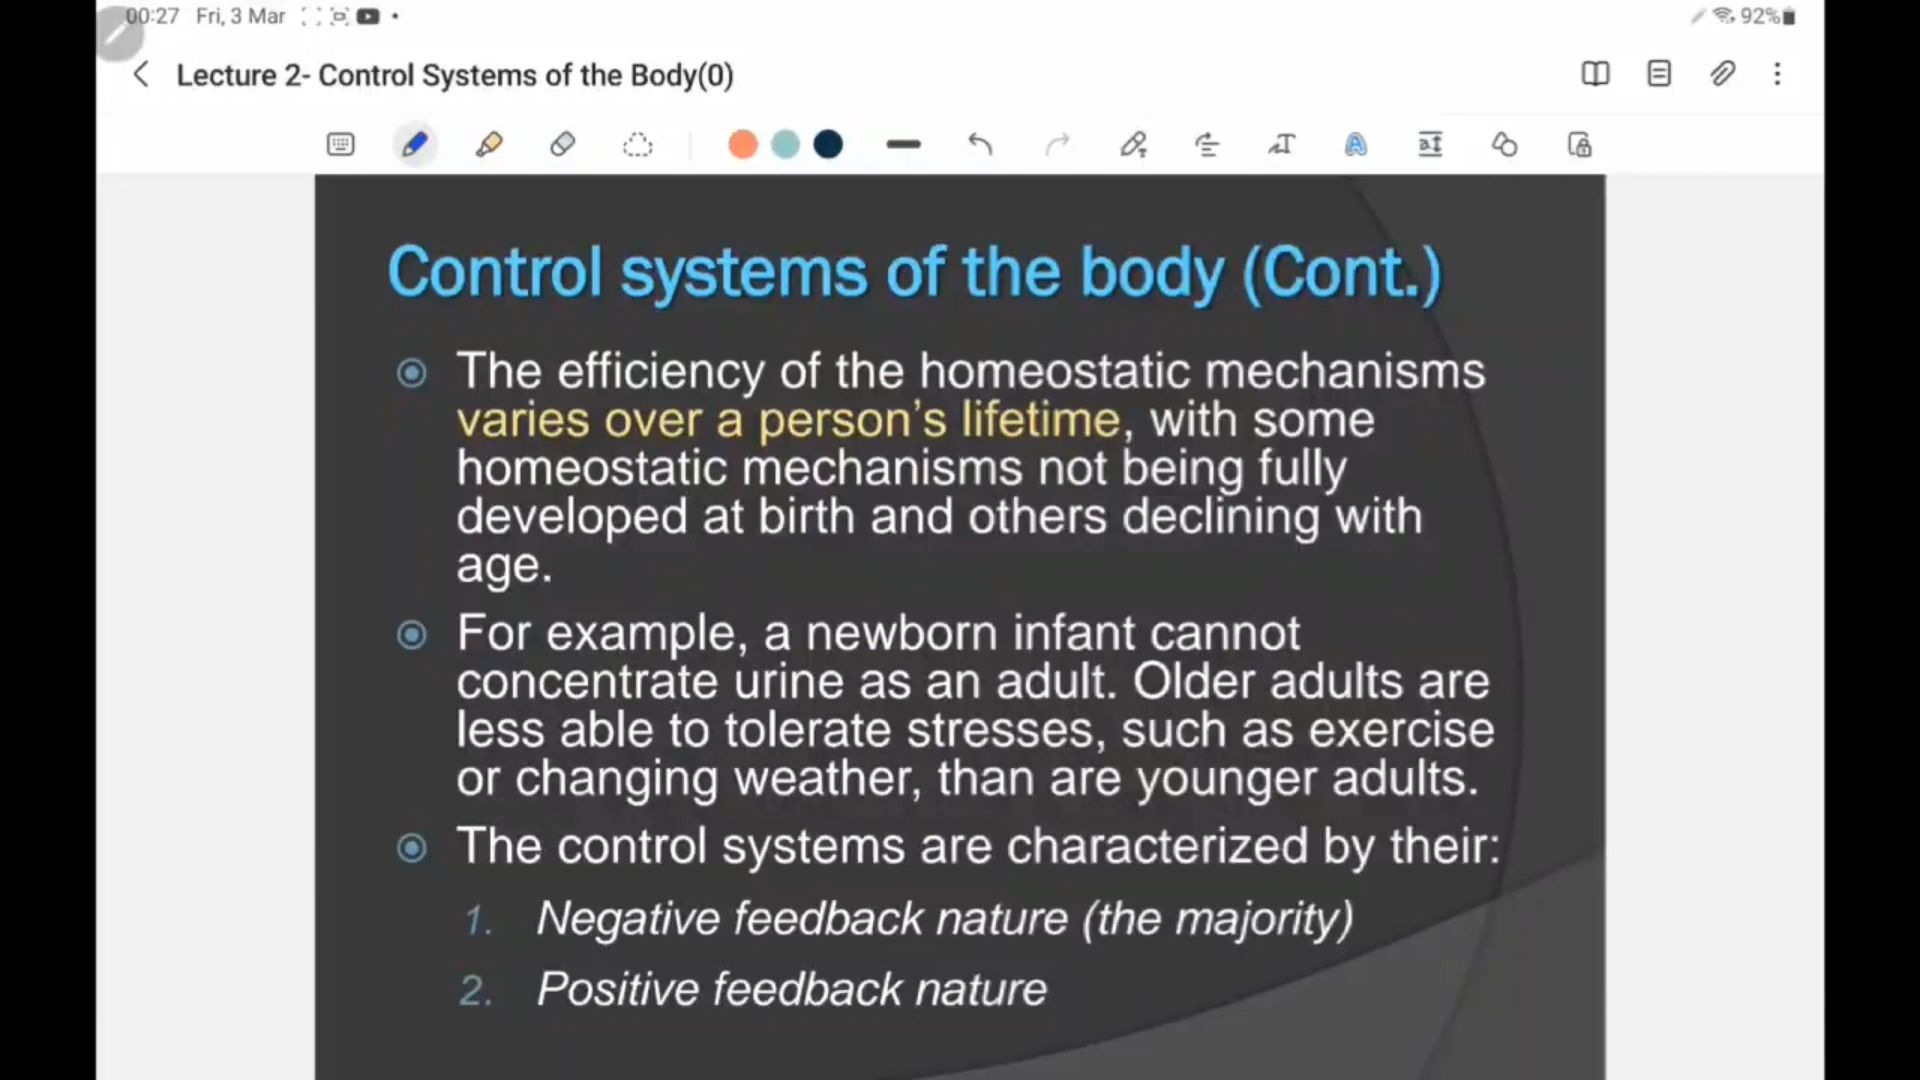 00:27 Fri, 3 Mar
92%
Lecture 2- Control Systems of the Body(0)
Control systems of the body (Cont.)
The efficiency of the homeostatic mechanisms
varies over a person’s lifetime, with some
homeostatic mechanisms not being fully
developed at birth and others declining with
age.
For example, a newborn infant cannot
concentrate urine as an adult. Older adults are
less able to tolerate stresses, such as exercise
or changing weather, than are younger adults.
The control systems are characterized by their:
1. Negative feedback nature (the majority)
2. Positive feedback nature